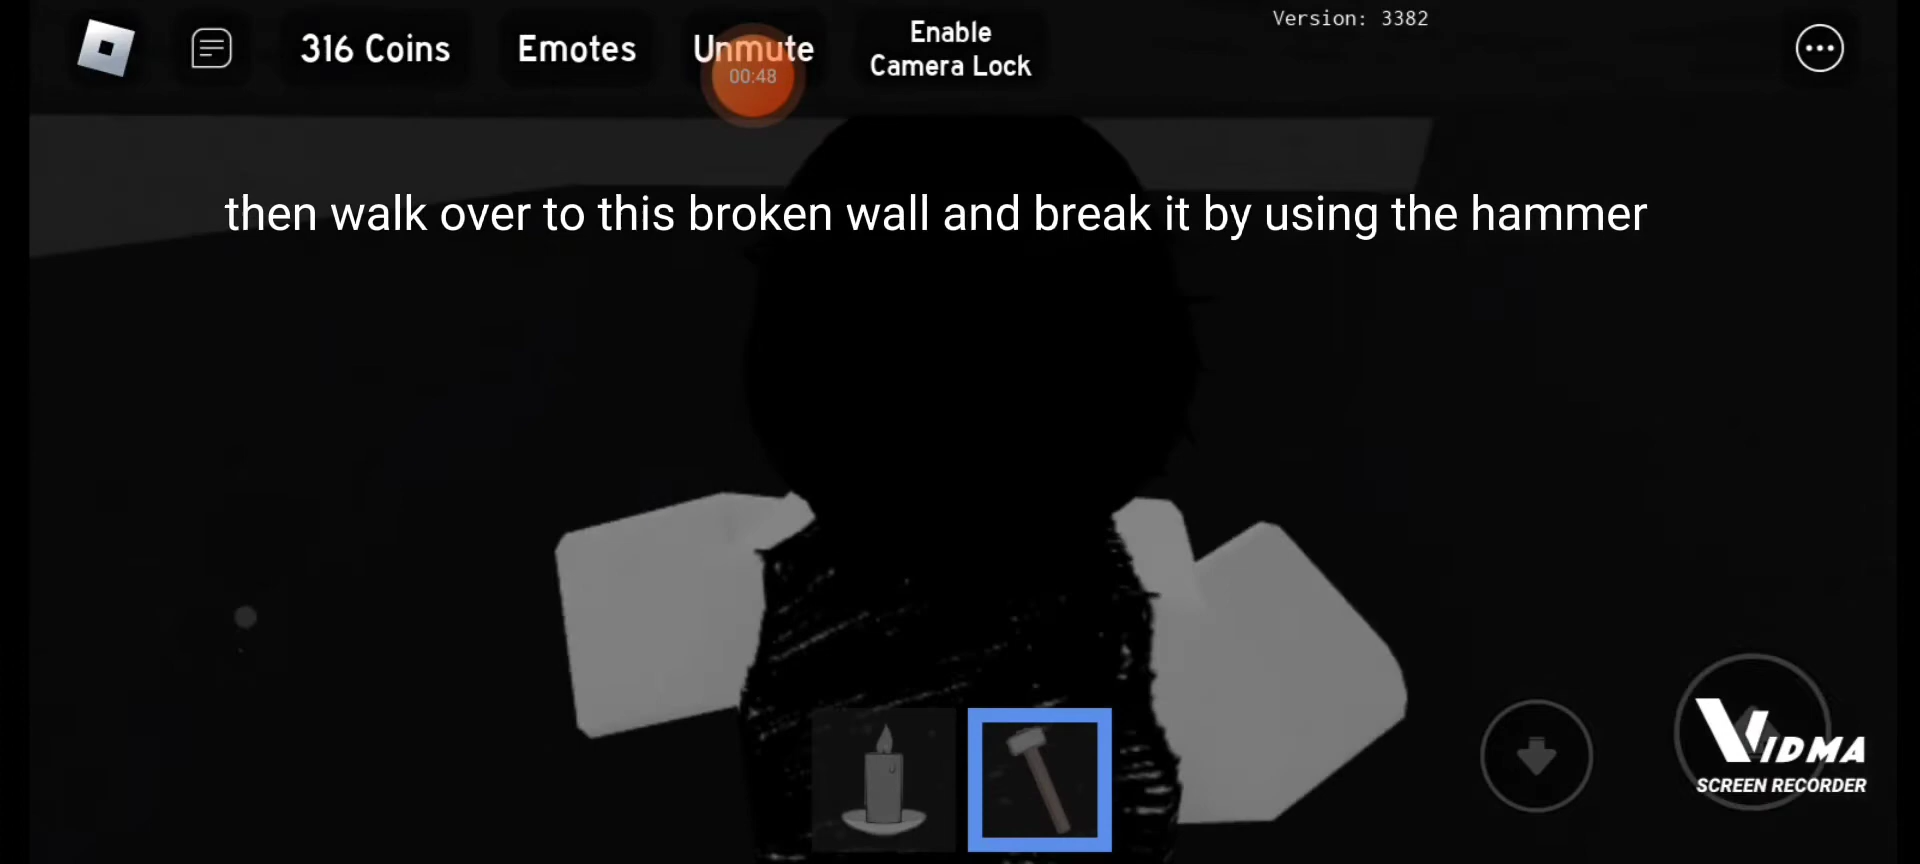 316 Coins
Emotes
Unmute
00:48
Enable
Camera Lock
Version: 3382
then walk over to this broken wall and break it by using the hammer
VIDMA
SCREEN RECORDER